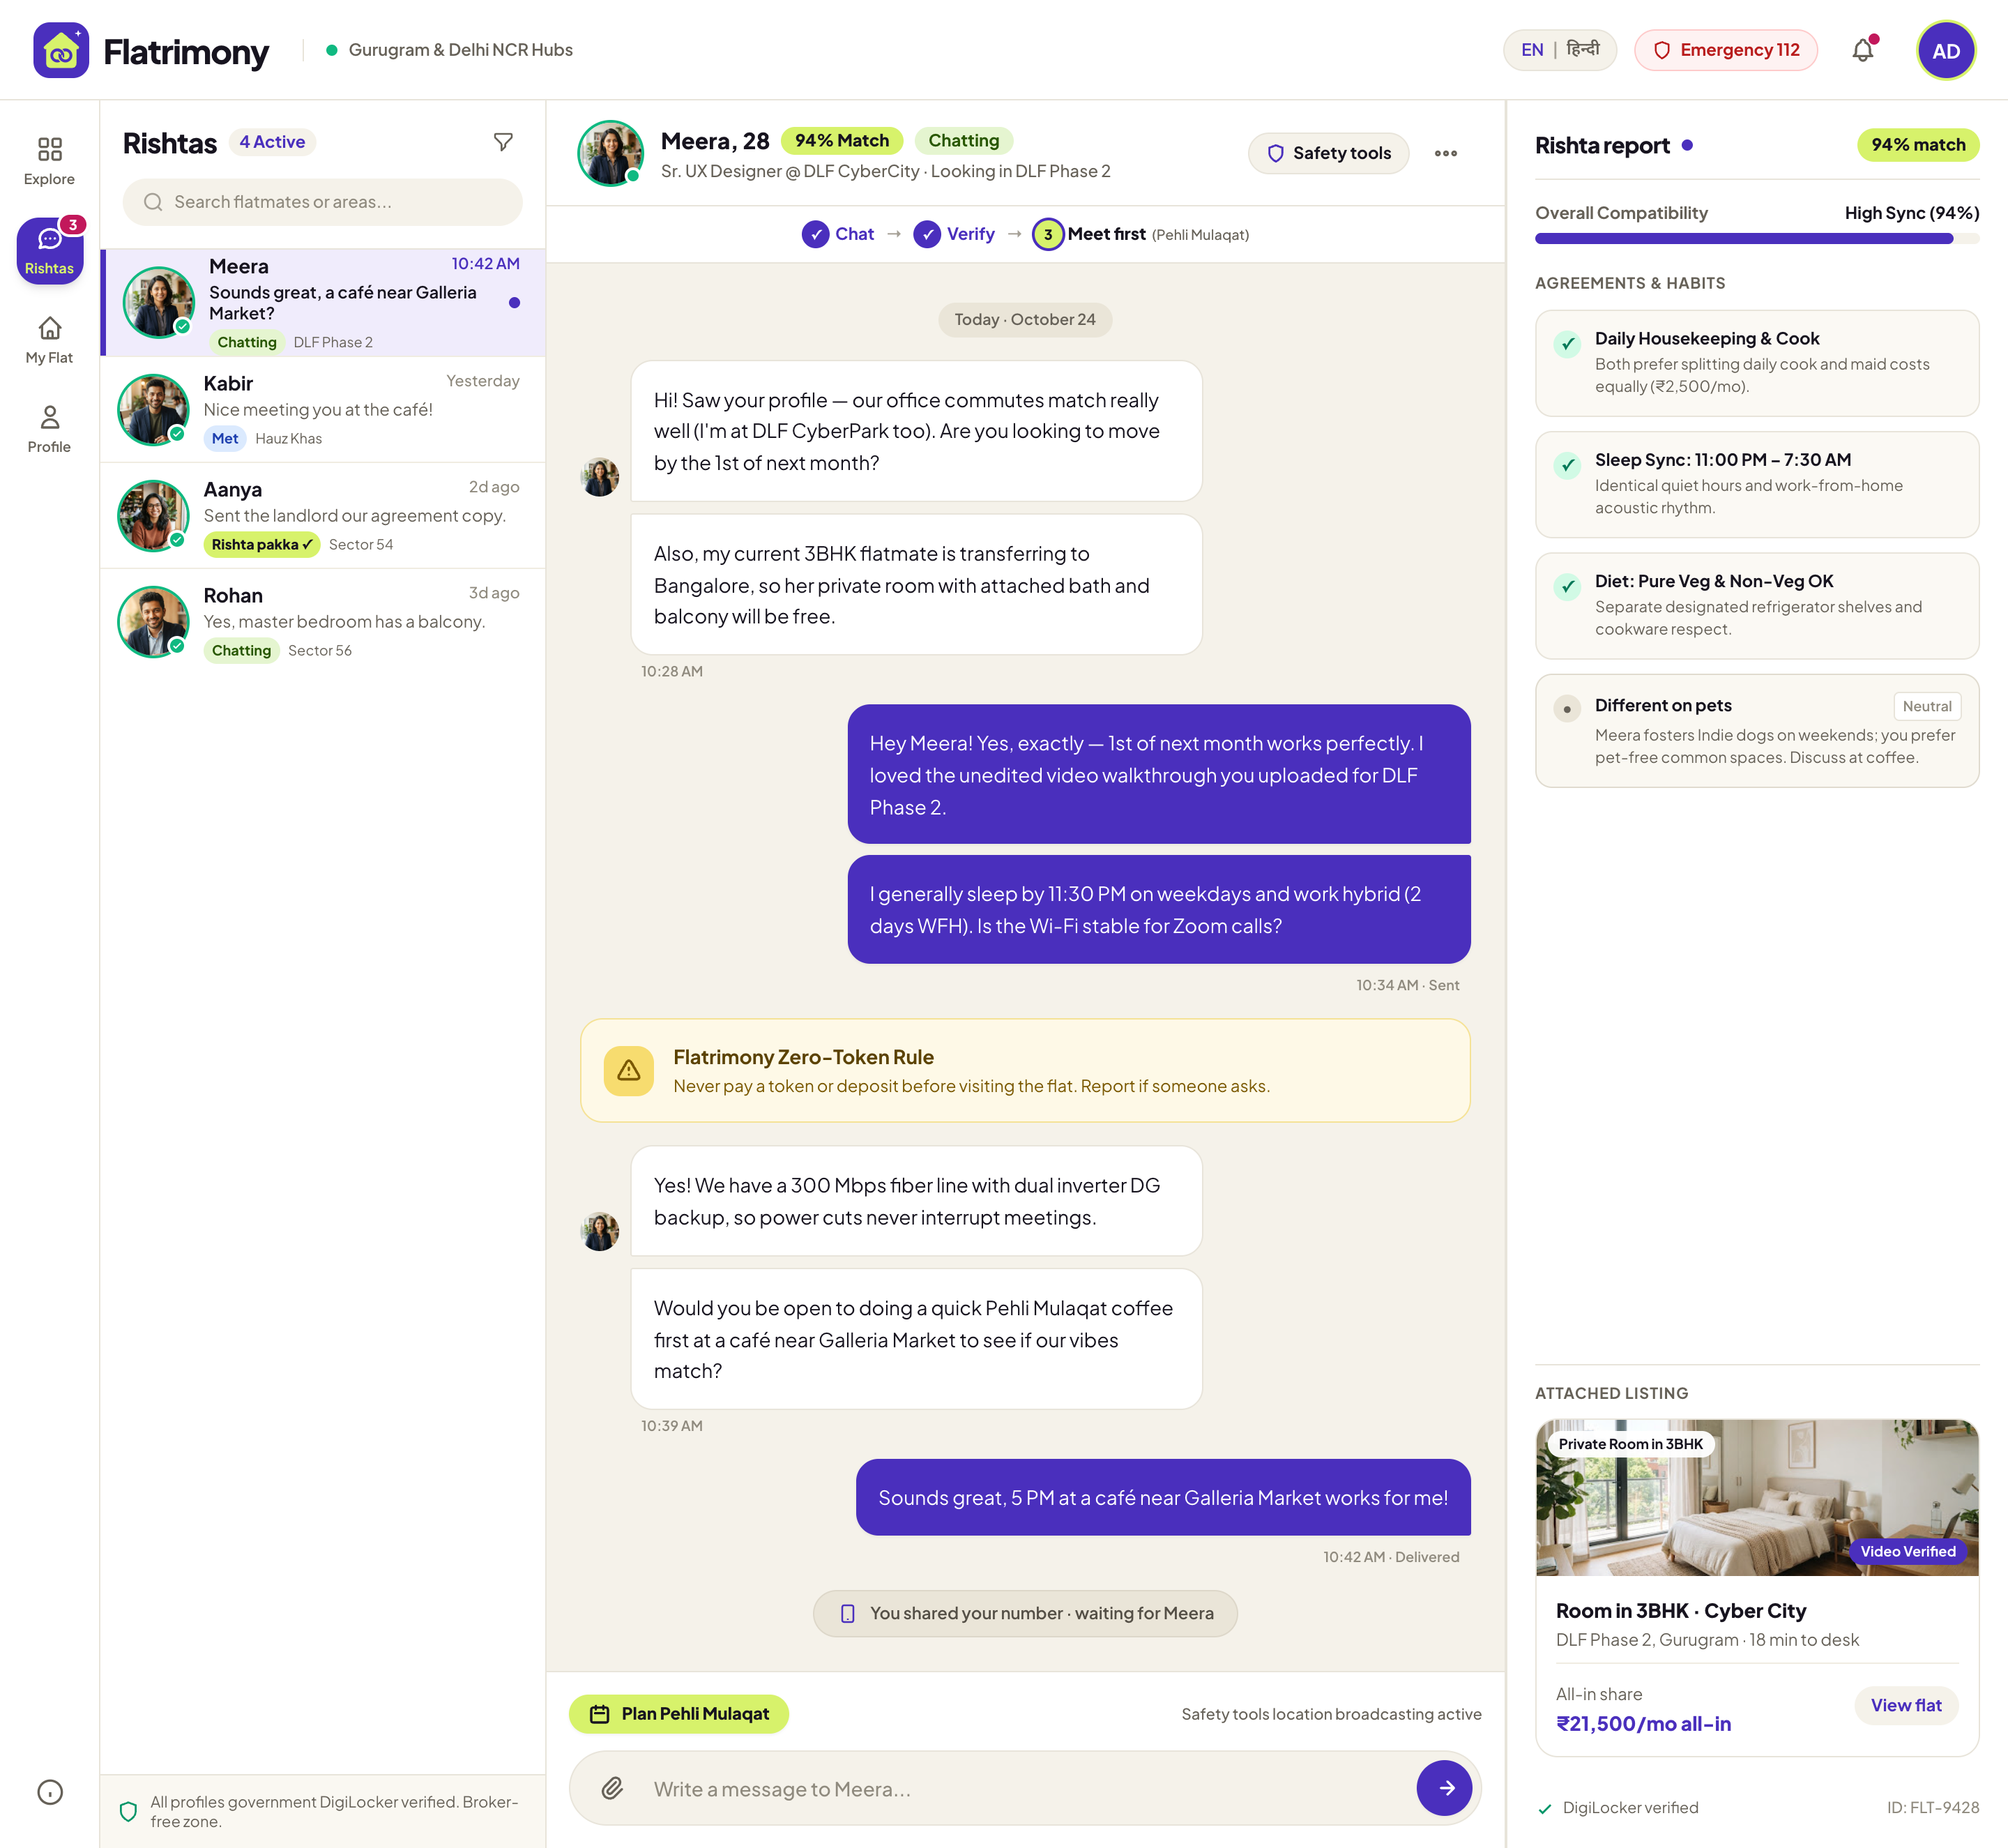 Flatrimony
Gurugram & Delhi NCR Hubs
EN | हिन्दी
Emergency 112
AD
Explore
3
Rishtas
My Flat
Profile
Rishtas
4 Active
Search flatmates or areas...
Meera
10:42 AM
Sounds great, a café near Galleria
Market?
Chatting
DLF Phase 2
Kabir
Yesterday
Nice meeting you at the café!
Met
Hauz Khas
Aanya
2d ago
Sent the landlord our agreement copy.
Rishta pakka ✓
Sector 54
Rohan
3d ago
Yes, master bedroom has a balcony.
Chatting
Sector 56
All profiles government DigiLocker verified. Broker-
free zone.
Meera, 28
94% Match
Chatting
Sr. UX Designer @ DLF CyberCity · Looking in DLF Phase 2
Safety tools
✓ Chat → ✓ Verify → 3 Meet first (Pehli Mulaqat)
Today · October 24
Hi! Saw your profile — our office commutes match really
well (I'm at DLF CyberPark too). Are you looking to move
by the 1st of next month?
Also, my current 3BHK flatmate is transferring to
Bangalore, so her private room with attached bath and
balcony will be free.
10:28 AM
Hey Meera! Yes, exactly — 1st of next month works perfectly. I
loved the unedited video walkthrough you uploaded for DLF
Phase 2.
I generally sleep by 11:30 PM on weekdays and work hybrid (2
days WFH). Is the Wi-Fi stable for Zoom calls?
10:34 AM · Sent
Flatrimony Zero-Token Rule
Never pay a token or deposit before visiting the flat. Report if someone asks.
Yes! We have a 300 Mbps fiber line with dual inverter DG
backup, so power cuts never interrupt meetings.
Would you be open to doing a quick Pehli Mulaqat coffee
first at a café near Galleria Market to see if our vibes
match?
10:39 AM
Sounds great, 5 PM at a café near Galleria Market works for me!
10:42 AM · Delivered
You shared your number · waiting for Meera
Plan Pehli Mulaqat
Safety tools location broadcasting active
Write a message to Meera...
Rishta report
94% match
Overall Compatibility
High Sync (94%)
AGREEMENTS & HABITS
✓ Daily Housekeeping & Cook
Both prefer splitting daily cook and maid costs
equally (₹2,500/mo).
✓ Sleep Sync: 11:00 PM – 7:30 AM
Identical quiet hours and work-from-home
acoustic rhythm.
✓ Diet: Pure Veg & Non-Veg OK
Separate designated refrigerator shelves and
cookware respect.
Different on pets
Neutral
Meera fosters Indie dogs on weekends; you prefer
pet-free common spaces. Discuss at coffee.
ATTACHED LISTING
Private Room in 3BHK
Video Verified
Room in 3BHK · Cyber City
DLF Phase 2, Gurugram · 18 min to desk
All-in share
₹21,500/mo all-in
View flat
DigiLocker verified
ID: FLT-9428